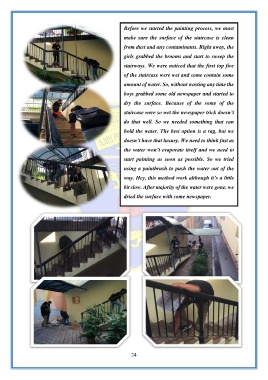 Before we started the painting process, we must
make sure the surface of the staircase is clean
from dust and any contaminants. Right away, the
girls grabbed the brooms and start to sweep the
stairways. We were noticed that the first top five
of the staircase were wet and some contain some
amount of water. So, without wasting any time the
boys grabbed some old newspaper and started to
dry the surface. Because of the some of the
staircase were so wet the newspaper trick doesn't
do that well. So we needed something that can
hold the water. The best option is a rag, but we
doesn't have that luxury. We need to think fast as
the water won't evaporate itself and we need to
start painting as soon as possible. So we tried
using a paintbrush to push the water out of the
way. Hey, this method work although it's a little
bit slow. After majority of the water were gone, we
dried the surface with some newspaper.
24